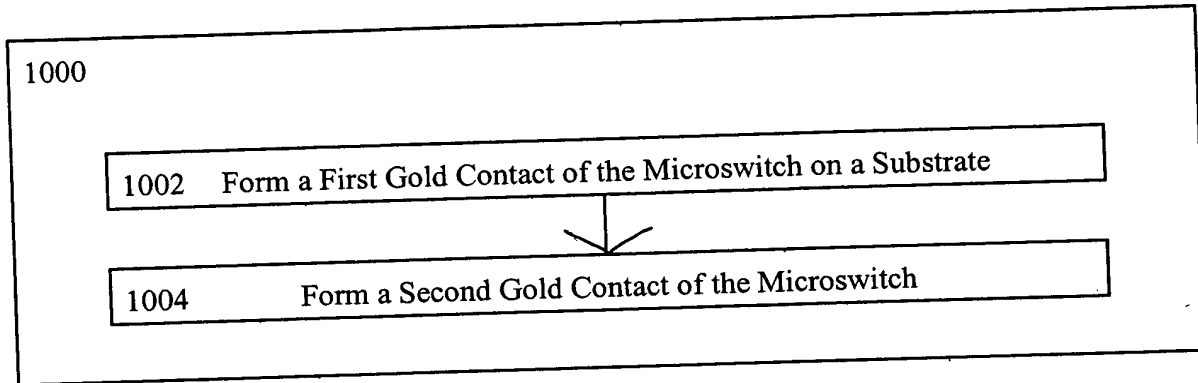 1000
1002 Form a First Gold Contact of the Microswitch on a Substrate
1004 Form a Second Gold Contact of the Microswitch